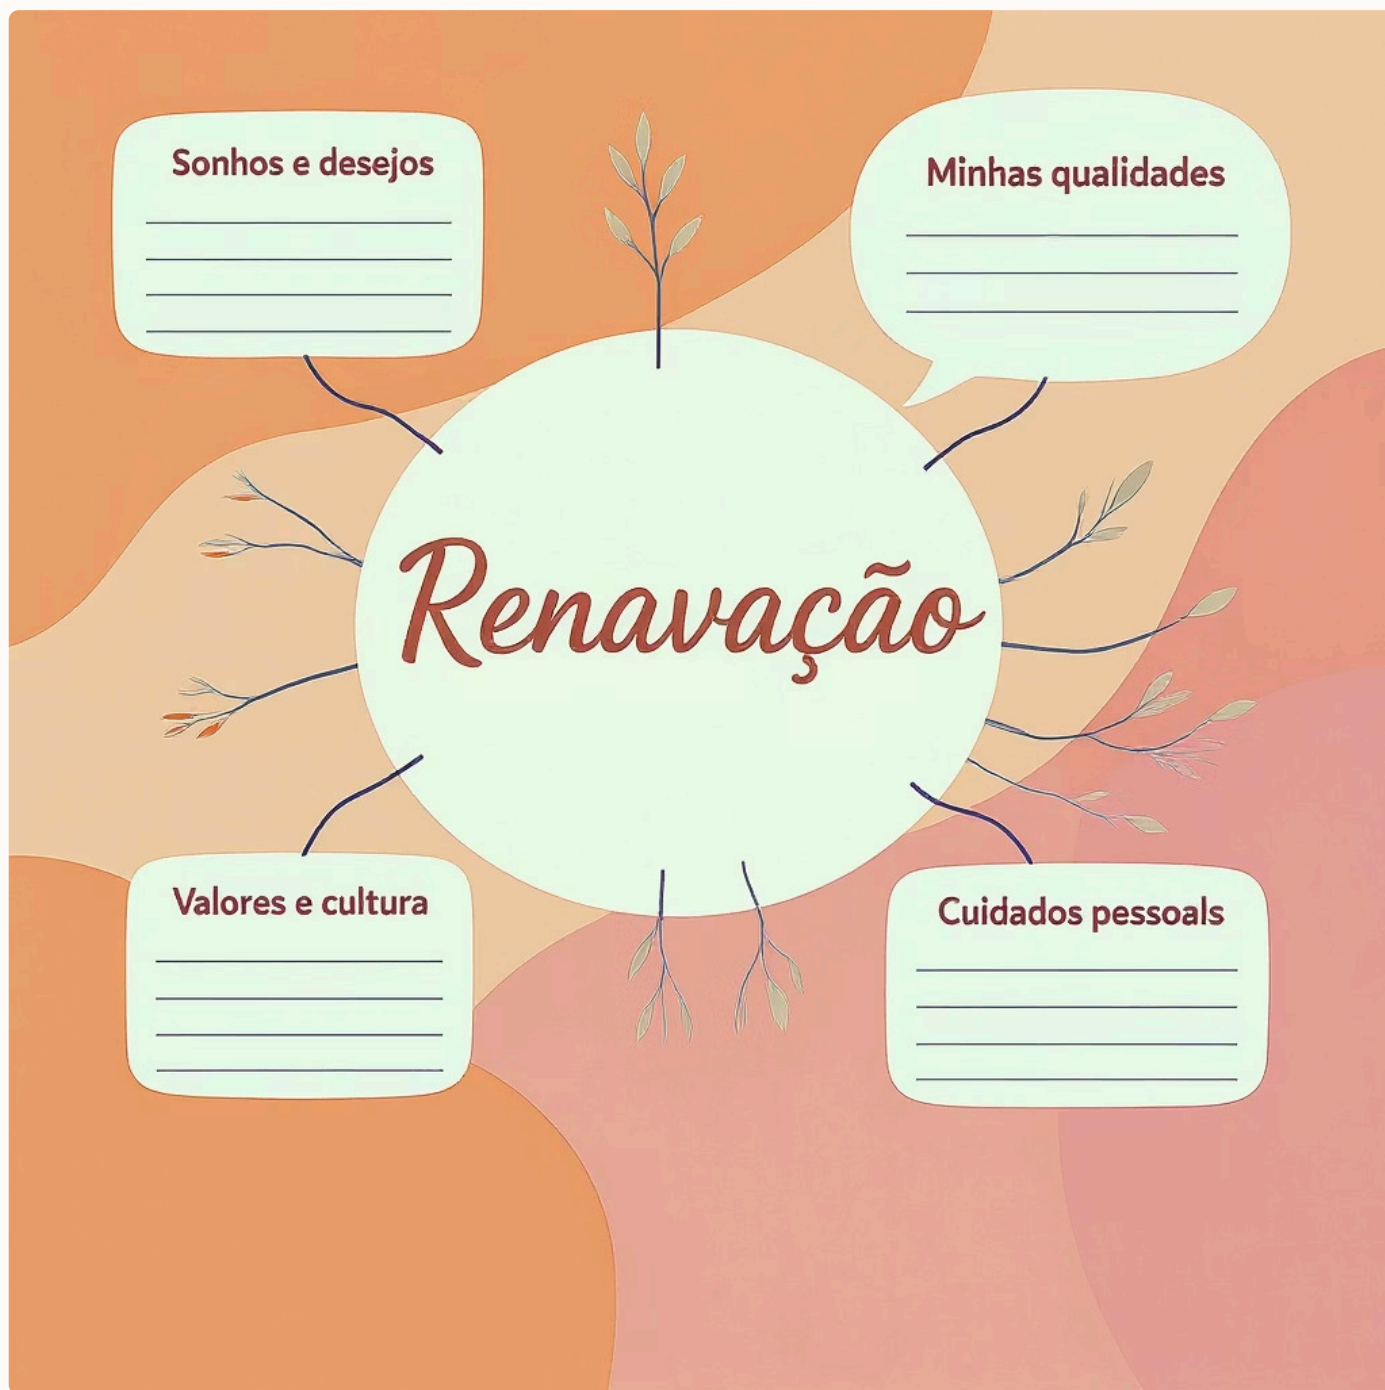 Sonhos e desejos
Minhas qualidades
Renavação
Valores e cultura
Cuidados pessoals